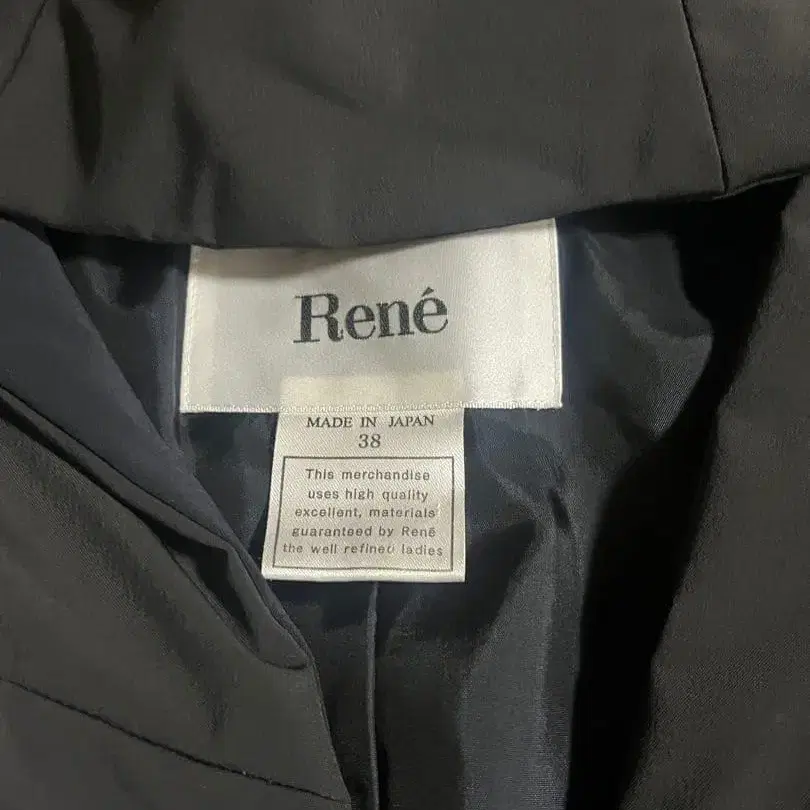 René
MADE IN JAPAN
38
This merchandise
uses high quality
excellent, materials
guaranteed by René
the well refined ladies